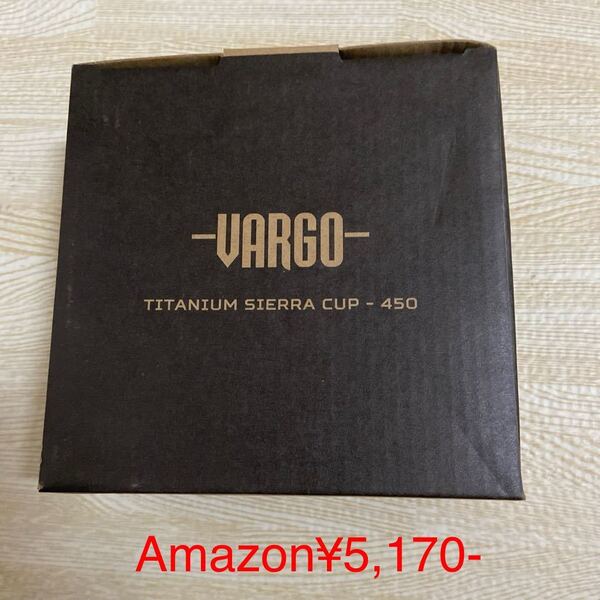 VARGO
TITANIUM SIERRA CUP - 450
Amazon¥5,170-